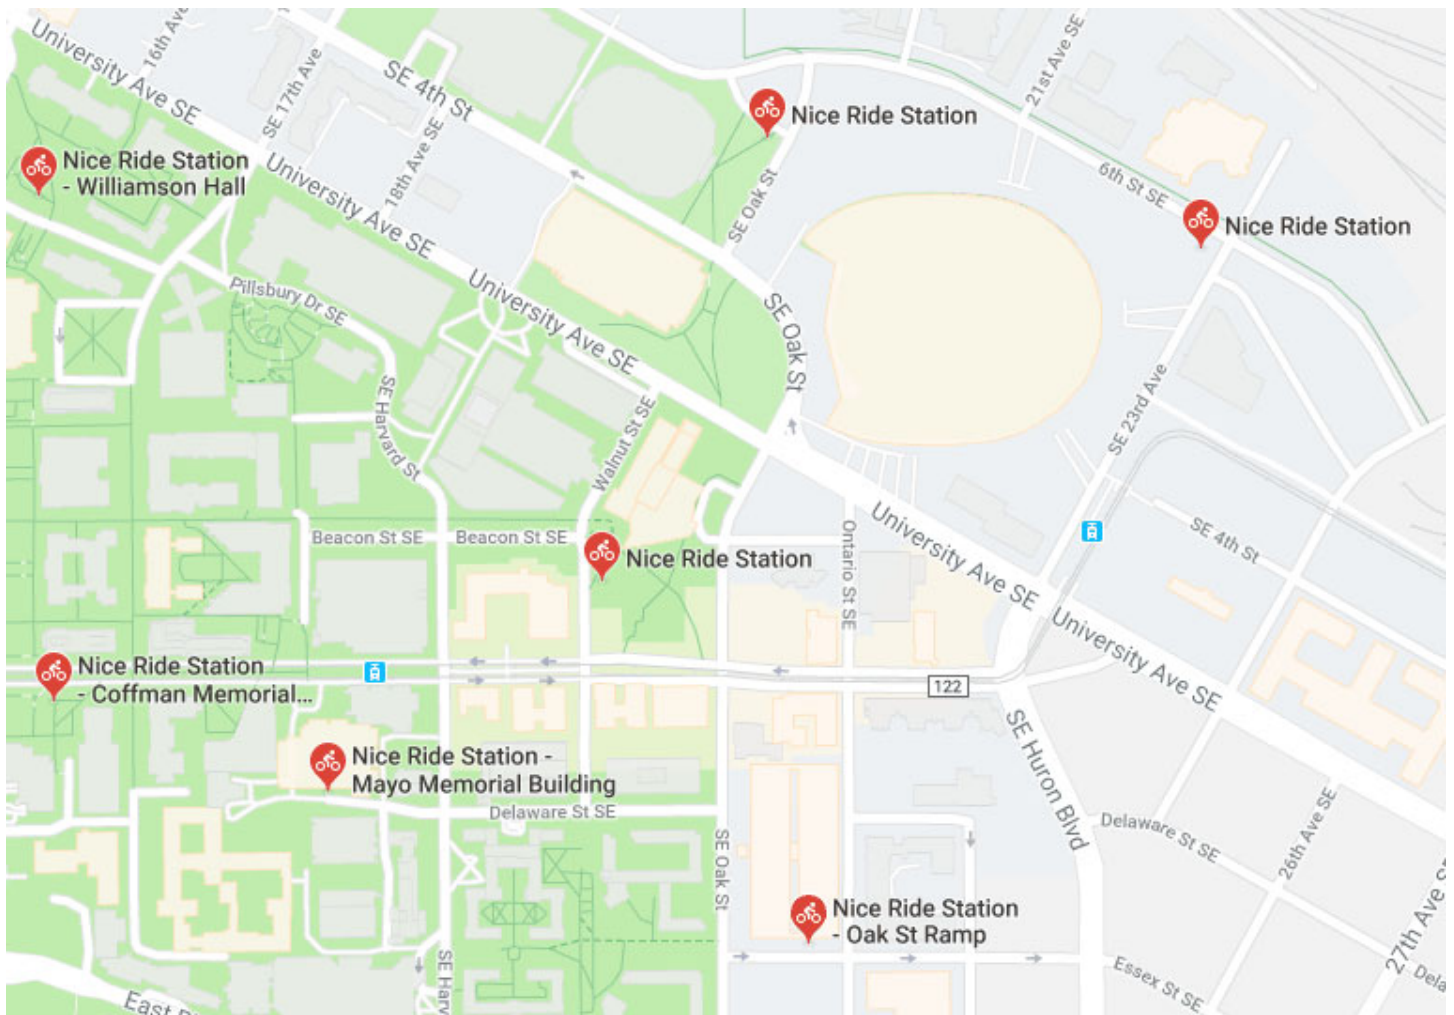 University Ave SE
16th Ave
SE 17th Ave
SE 4th St
18th Ave SE
21st Ave SE
Nice Ride Station
Nice Ride Station
- Williamson Hall
University Ave SE
6th St SE
SE Oak St
Nice Ride Station
Pillsbury Dr SE
University Ave SE
SE Oak St
SE Harvard St
Walnut St SE
SE 23rd Ave
Beacon St SE
Beacon St SE
Nice Ride Station
Ontario St SE
University Ave SE
SE 4th St
University Ave SE
Nice Ride Station
- Coffman Memorial...
122
Nice Ride Station -
Mayo Memorial Building
Delaware St SE
SE Huron Blvd
SE Oak St
Delaware St SE
26th Ave SE
27th Ave S
Nice Ride Station
- Oak St Ramp
SE Harv
Essex St SE
Dela
East